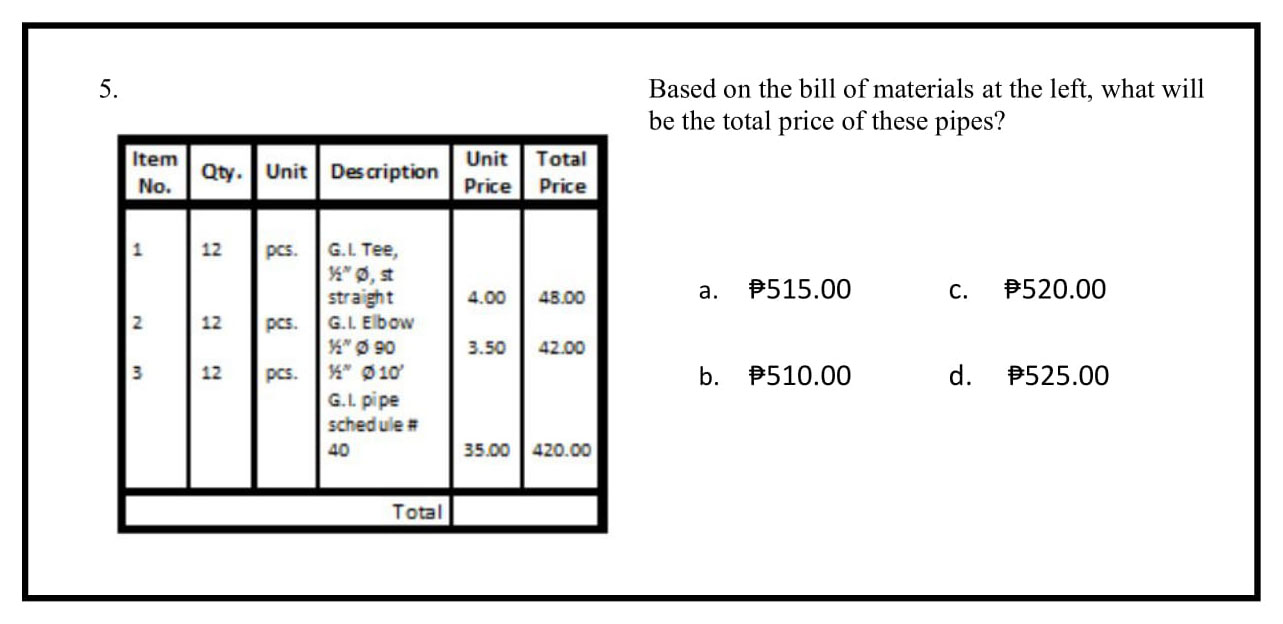 5.
Based on the bill of materials at the left, what will
be the total price of these pipes?
Item No. Qty. Unit Description Unit Price Total Price
1 12 pcs. G.I. Tee,
½" Ø, st
straight 4.00 48.00
2 12 pcs. G.I. Elbow
½" Ø 90 3.50 42.00
3 12 pcs. ½" Ø 10'
G.I. pipe
schedule #
40 35.00 420.00
Total
a. ₱515.00 c. ₱520.00
b. ₱510.00 d. ₱525.00